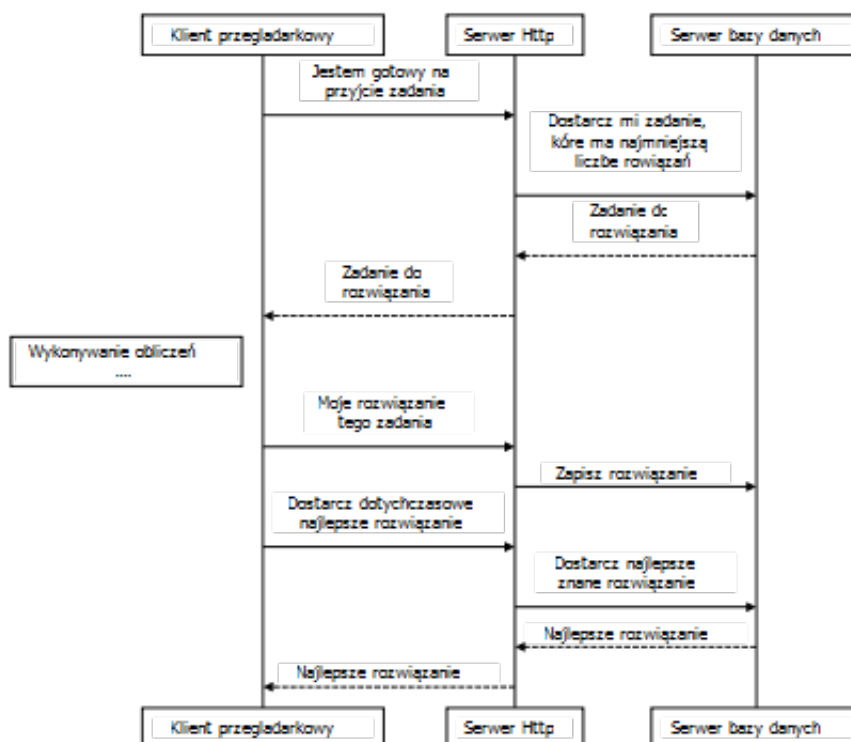 Klient przegladarkowy
Serwer Http
Serwer bazy danych
Jestem gotowy na
przyjcie zadania
Dostarcz mi zadanie,
kóre ma najmniejszą
liczbe rowiązań
Zadanie dc
rozwiązania
Zadanie do
rozwiązania
Wykonywanie obliczeń
....
Moje rozwiązanie
tego zadania
Zapisz rozwiązanie
Dostarcz dotychczasowe
najlepsze rozwiązanie
Dostarcz najlepsze
znane rozwiązanie
Najlepsze rozwiązanie
Najlepsze rozwiązanie
Klient przegladarkowy
Serwer Http
Serwer bazy danych